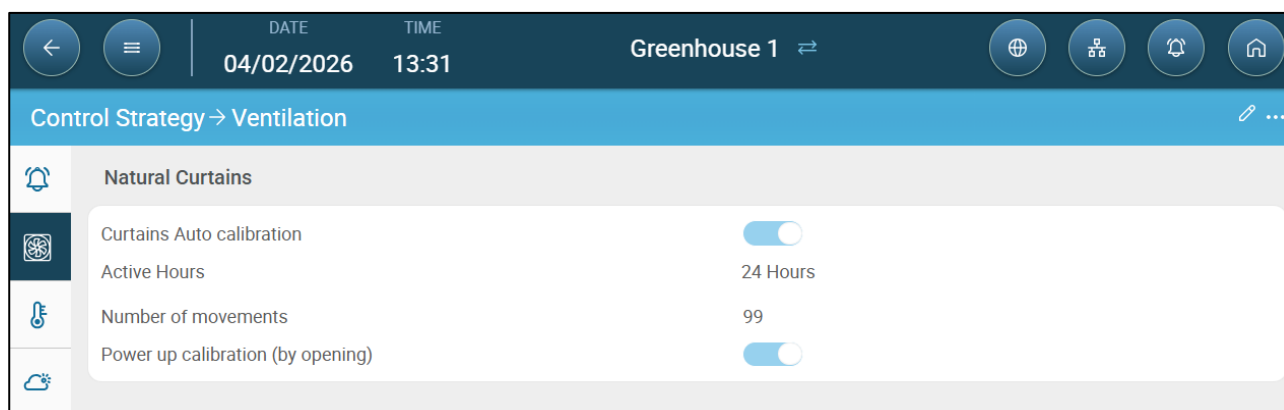 DATE TIME
04/02/2026 13:31
Greenhouse 1
Control Strategy → Ventilation
Natural Curtains
Curtains Auto calibration
Active Hours 24 Hours
Number of movements 99
Power up calibration (by opening)